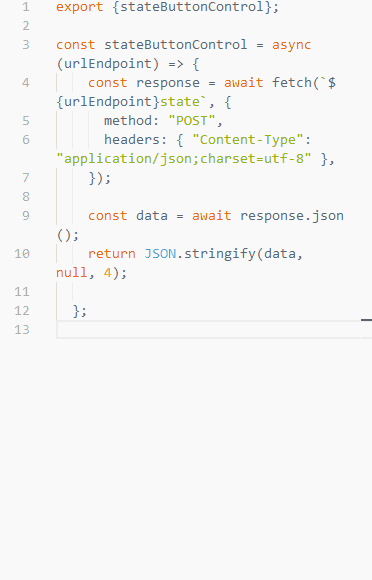 1 export {stateButtonControl};
2
3 const stateButtonControl = async
(urlEndpoint) => {
4 const response = await fetch(`$
{urlEndpoint}state`, {
5 method: "POST",
6 headers: { "Content-Type":
"application/json;charset=utf-8" },
7 });
8
9 const data = await response.json
();
10 return JSON.stringify(data,
null, 4);
11
12 };
13